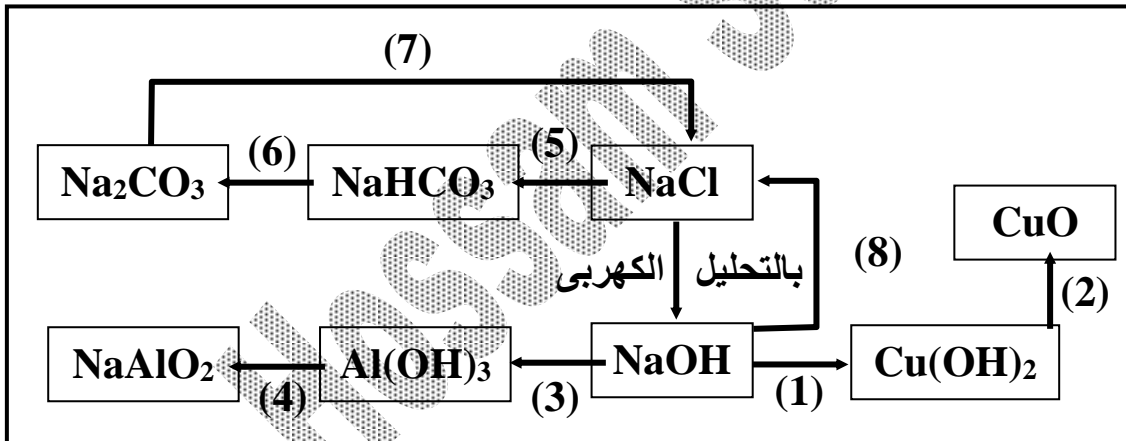 (7)
Na₂CO₃ (6) NaHCO₃ (5) NaCl
CuO
بالتحليل الكهربى
(8)
(2)
NaAlO₂ (4) Al(OH)₃ (3) NaOH (1) Cu(OH)₂
Hossam